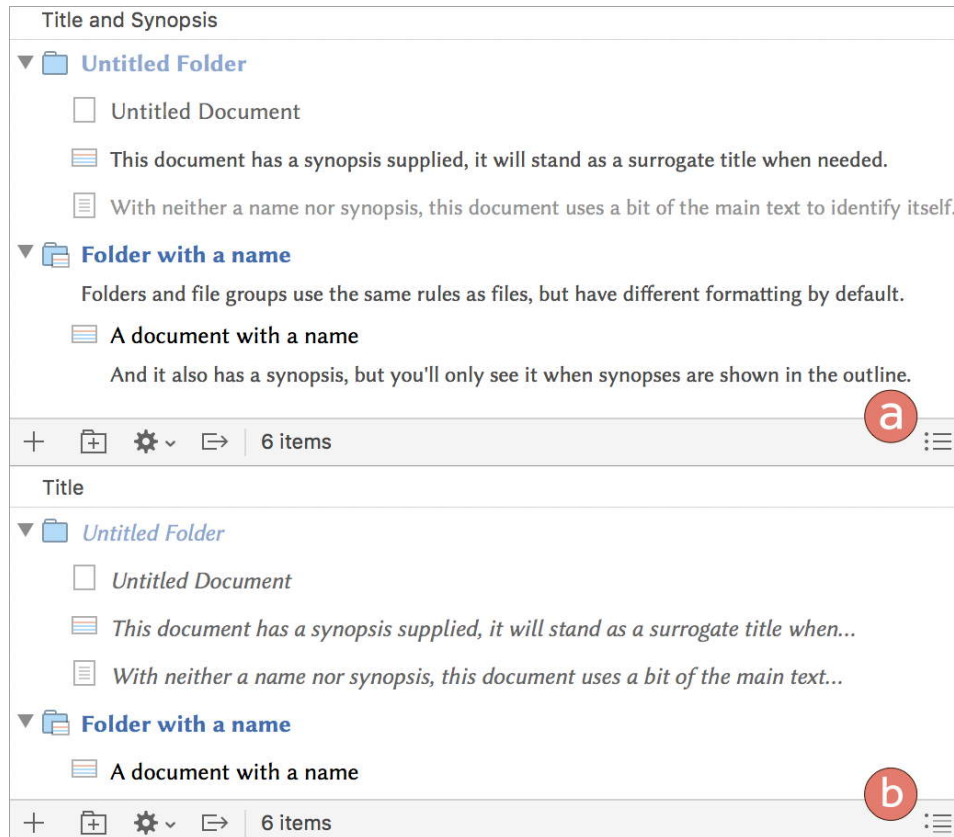 Title and Synopsis
Untitled Folder
Untitled Document
This document has a synopsis supplied, it will stand as a surrogate title when needed.
With neither a name nor synopsis, this document uses a bit of the main text to identify itself.
Folder with a name
Folders and file groups use the same rules as files, but have different formatting by default.
A document with a name
And it also has a synopsis, but you'll only see it when synopses are shown in the outline.
a
6 items
Title
Untitled Folder
Untitled Document
This document has a synopsis supplied, it will stand as a surrogate title when...
With neither a name nor synopsis, this document uses a bit of the main text...
Folder with a name
A document with a name
b
6 items